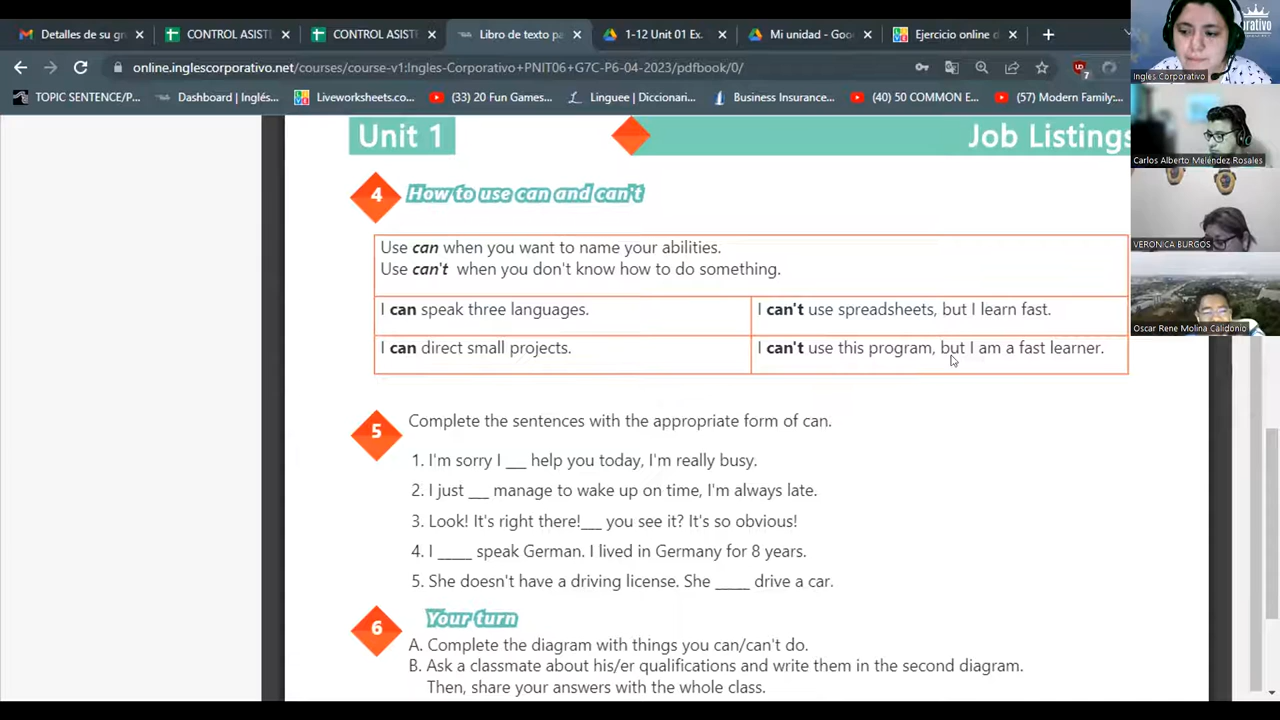 Detalles de su gr
CONTROL ASISTE
CONTROL ASISTE
Libro de texto pa
1-12 Unit 01 Ex.
Mi unidad - Goo
Ejercicio online d
online.inglescorporativo.net/courses/course-v1:Ingles-Corporativo+PNIT06+G7C-P6-04-2023/pdfbook/0/
7
TOPIC SENTENCE/P...
Dashboard | Inglés...
Liveworksheets.co...
(33) 20 Fun Games...
Linguee | Diccionari...
Business Insurance...
(40) 50 COMMON E...
(57) Modern Family:...
Ingles Corporativo
Carlos Alberto Meléndez Rosales
VERONICA BURGOS
Oscar Rene Molina Calidonio
Unit 1
Job Listings
4
How to use can and can't
Use can when you want to name your abilities.
Use can't when you don't know how to do something.
I can speak three languages.
I can't use spreadsheets, but I learn fast.
I can direct small projects.
I can't use this program, but I am a fast learner.
5
Complete the sentences with the appropriate form of can.
1. I'm sorry I ___ help you today, I'm really busy.
2. I just ___ manage to wake up on time, I'm always late.
3. Look! It's right there!___ you see it? It's so obvious!
4. I _____ speak German. I lived in Germany for 8 years.
5. She doesn't have a driving license. She _____ drive a car.
6
Your turn
A. Complete the diagram with things you can/can't do.
B. Ask a classmate about his/er qualifications and write them in the second diagram.
Then, share your answers with the whole class.